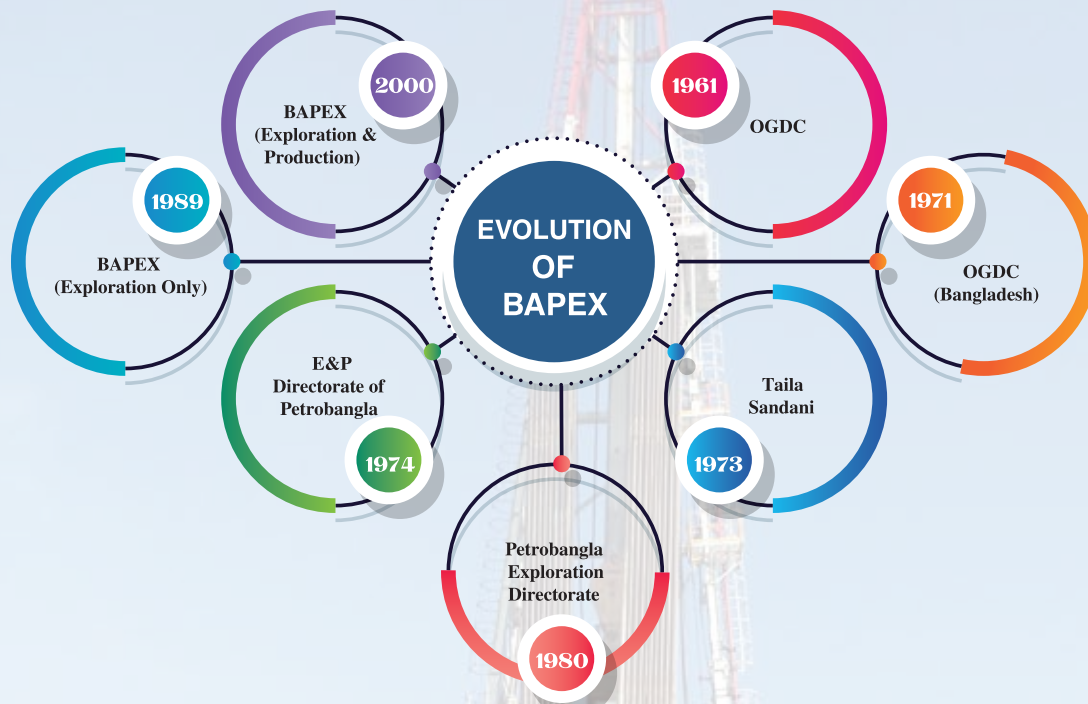 EVOLUTION
OF
BAPEX
1961
OGDC
1971
OGDC
(Bangladesh)
1973
Taila
Sandani
1980
Petrobangla
Exploration
Directorate
1974
E&P
Directorate of
Petrobangla
1989
BAPEX
(Exploration Only)
2000
BAPEX
(Exploration &
Production)